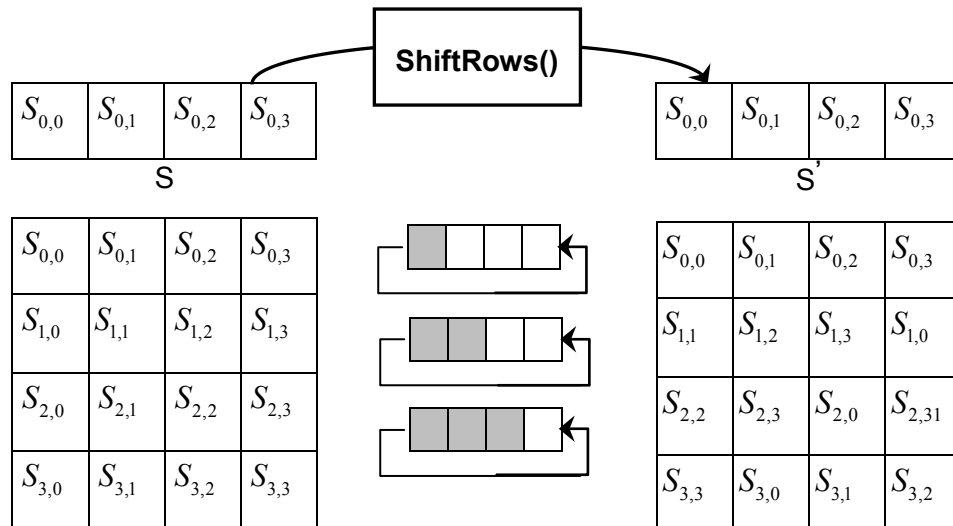 ShiftRows()
S0,0 S0,1 S0,2 S0,3
S
S0,0 S0,1 S0,2 S0,3
S'
S0,0 S0,1 S0,2 S0,3
S1,0 S1,1 S1,2 S1,3
S2,0 S2,1 S2,2 S2,3
S3,0 S3,1 S3,2 S3,3
S0,0 S0,1 S0,2 S0,3
S1,1 S1,2 S1,3 S1,0
S2,2 S2,3 S2,0 S2,31
S3,3 S3,0 S3,1 S3,2